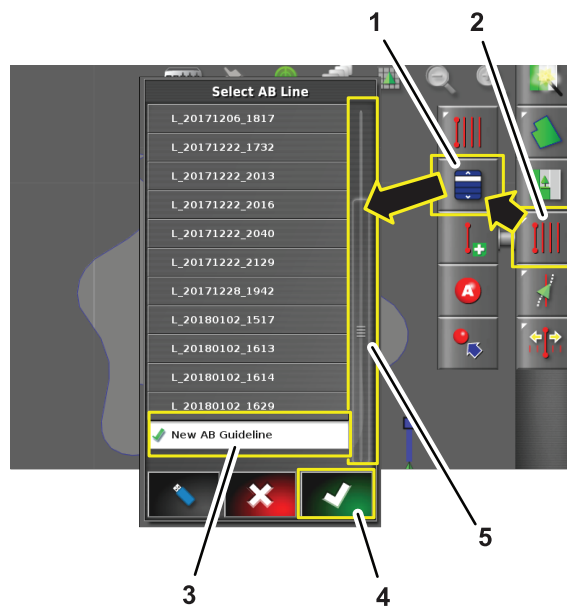 1
2
Select AB Line
L_20171206_1817
L_20171222_1732
L_20171222_2013
L_20171222_2016
L_20171222_2040
L_20171222_2129
L_20171228_1942
L_20180102_1517
L_20180102_1613
L_20180102_1614
L_20180102_1629
New AB Guideline
A
3
4
5